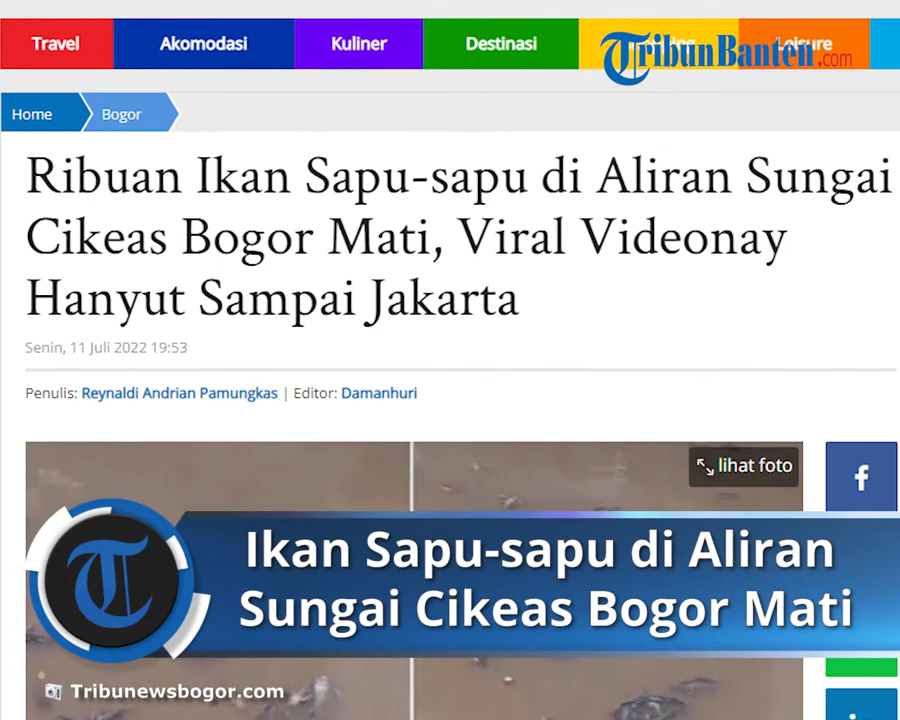 Travel Akomodasi Kuliner Destinasi Leisure
TribunBanten.com
Home Bogor
Ribuan Ikan Sapu-sapu di Aliran Sungai
Cikeas Bogor Mati, Viral Videonay
Hanyut Sampai Jakarta
Senin, 11 Juli 2022 19:53
Penulis: Reynaldi Andrian Pamungkas | Editor: Damanhuri
lihat foto
f
T
Ikan Sapu-sapu di Aliran
Sungai Cikeas Bogor Mati
Tribunewsbogor.com